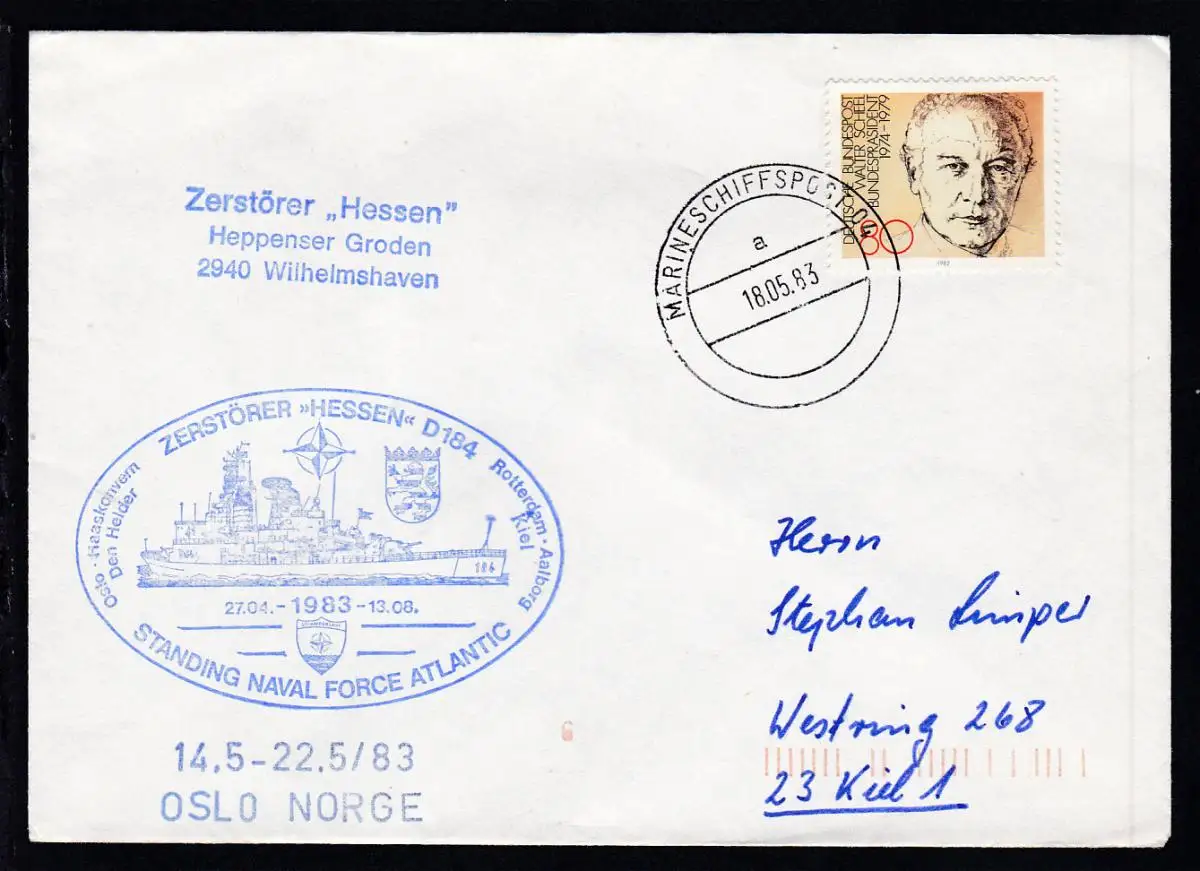 DEUTSCHE BUNDESPOST
WALTER SCHEEL
BUNDESPRÄSIDENT
1974–1979
80
1982
MARINESCHIFFSPOST 04
a
18.05.83
Zerstörer „Hessen”
Heppenser Groden
2940 Wilhelmshaven
ZERSTÖRER »HESSEN« D184
Oslo · Haaskonvern
Den Helder
Rotterdam · Aalborg
Kiel
184
27.04. - 1983 - 13.08.
STANDING NAVAL FORCE ATLANTIC
14.5-22.5/83
OSLO NORGE
Herrn
Stephan Limper
Westring 268
23 Kiel 1